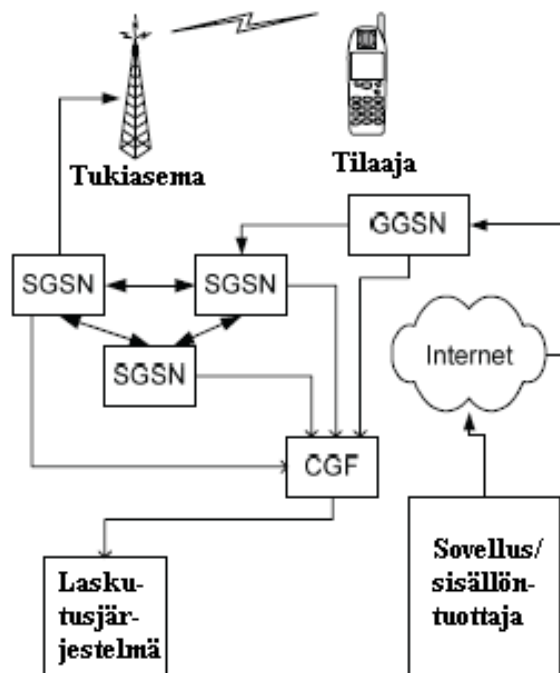 Tukiasema
Tilaaja
GGSN
SGSN
SGSN
SGSN
Internet
CGF
Lasku-
tusjär-
jestelmä
Sovellus/
sisällön-
tuottaja